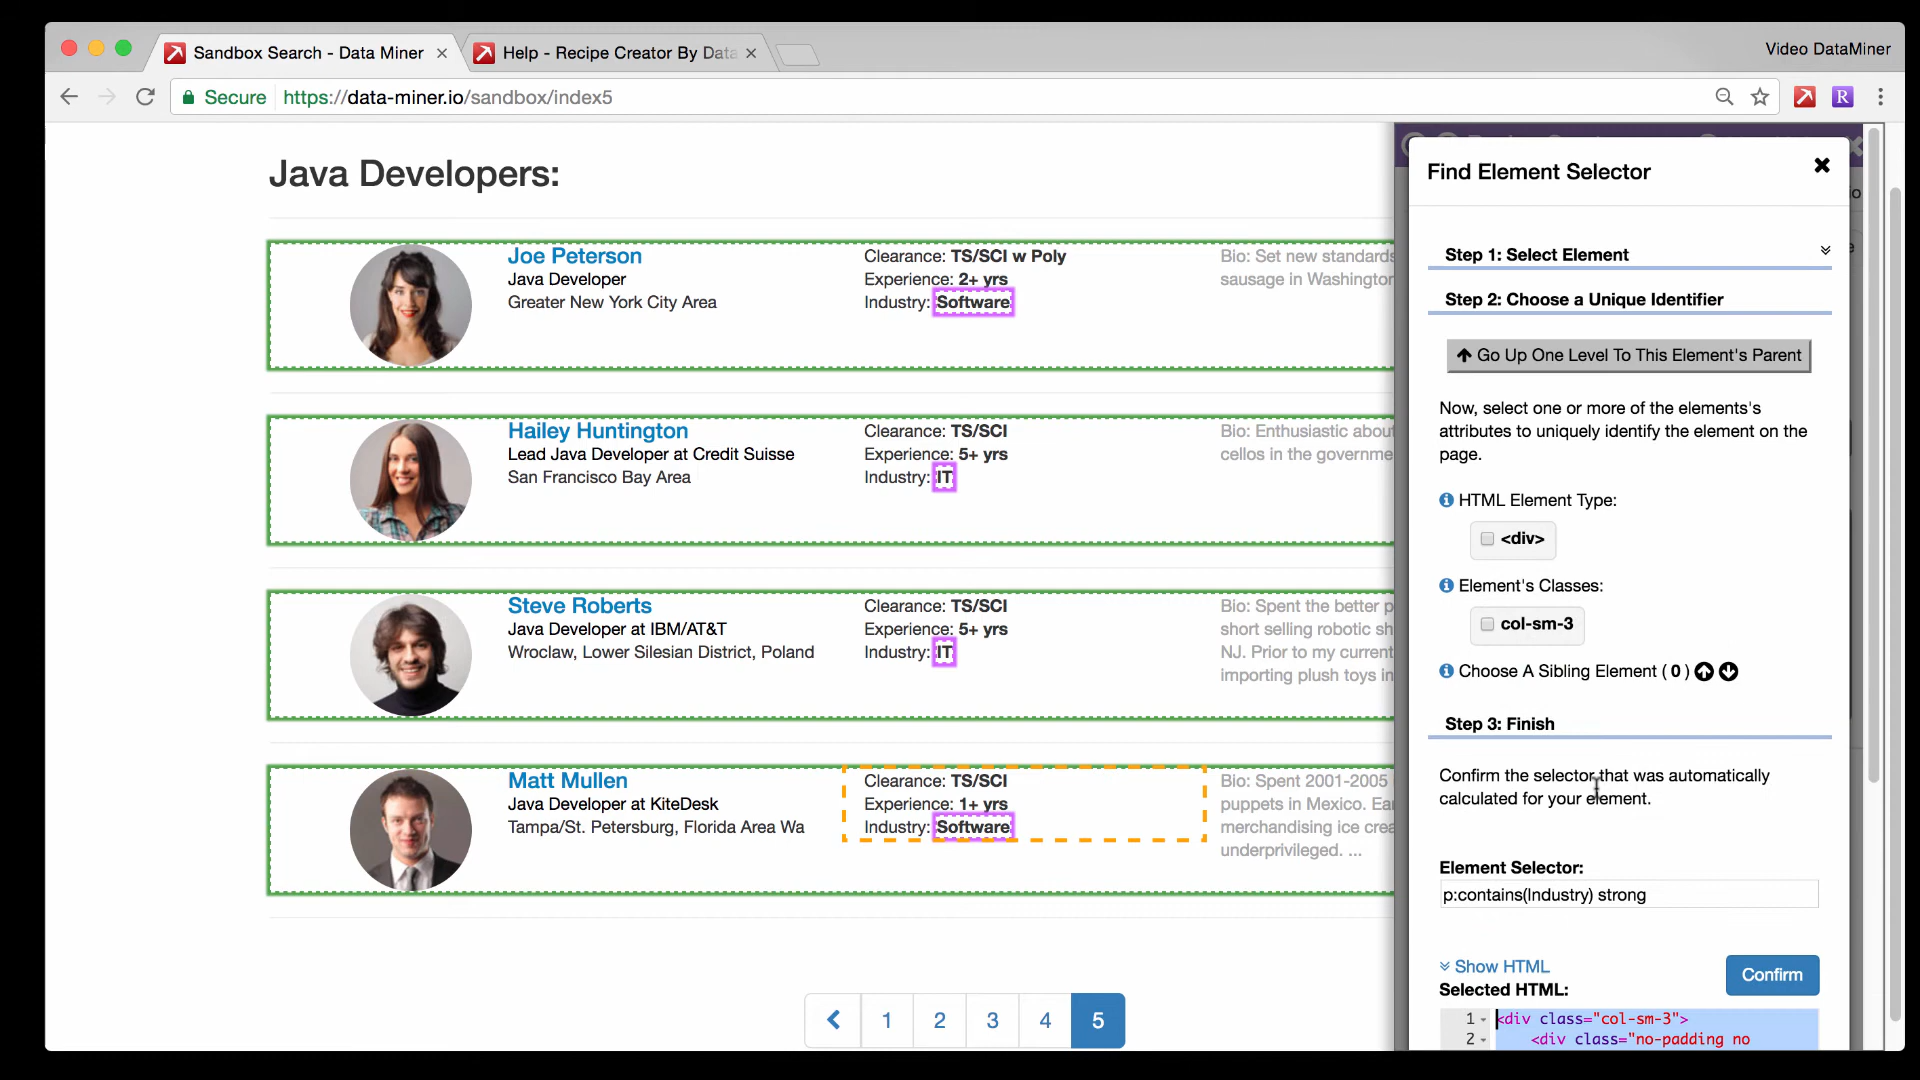 Sandbox Search - Data Miner
Help - Recipe Creator By Data
Video DataMiner
Secure https://data-miner.io/sandbox/index5
R
Java Developers:
Joe Peterson
Java Developer
Greater New York City Area
Clearance: TS/SCI w Poly
Experience: 2+ yrs
Industry: Software
Bio: Set new standards
sausage in Washington
Hailey Huntington
Lead Java Developer at Credit Suisse
San Francisco Bay Area
Clearance: TS/SCI
Experience: 5+ yrs
Industry: IT
Bio: Enthusiastic about
cellos in the governme
Steve Roberts
Java Developer at IBM/AT&T
Wroclaw, Lower Silesian District, Poland
Clearance: TS/SCI
Experience: 5+ yrs
Industry: IT
Bio: Spent the better p
short selling robotic sh
NJ. Prior to my current
importing plush toys in
Matt Mullen
Java Developer at KiteDesk
Tampa/St. Petersburg, Florida Area Wa
Clearance: TS/SCI
Experience: 1+ yrs
Industry: Software
Bio: Spent 2001-2005
puppets in Mexico. Ear
merchandising ice crea
underprivileged. ...
1 2 3 4 5
Find Element Selector
Step 1: Select Element
Step 2: Choose a Unique Identifier
Go Up One Level To This Element's Parent
Now, select one or more of the elements's
attributes to uniquely identify the element on the
page.
HTML Element Type:
<div>
Element's Classes:
col-sm-3
Choose A Sibling Element ( 0 )
Step 3: Finish
Confirm the selector that was automatically
calculated for your element.
Element Selector:
p:contains(Industry) strong
Show HTML
Confirm
Selected HTML:
1 <div class="col-sm-3">
2 <div class="no-padding no